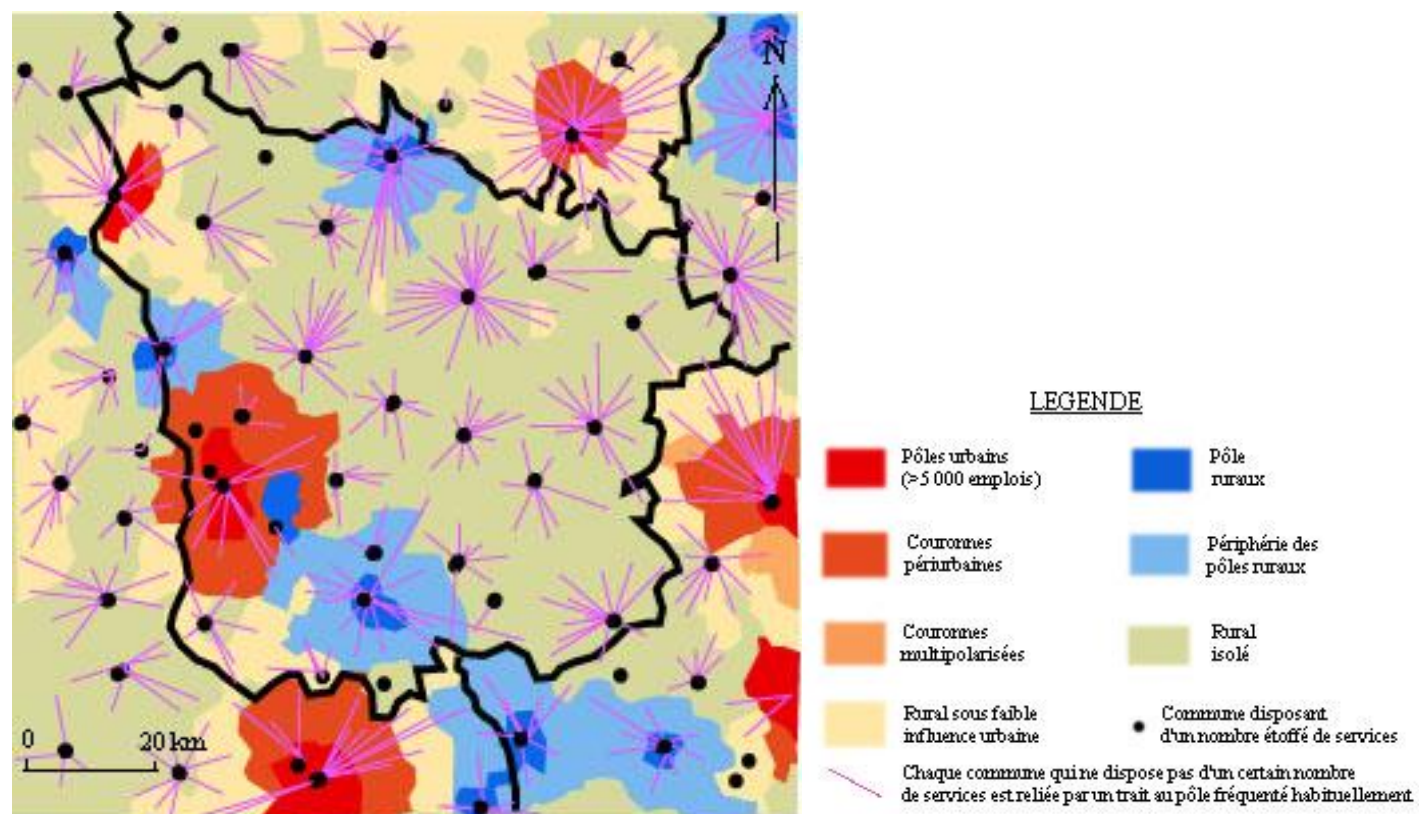 N
0
20 km
LEGENDE
Pôles urbains
(>5 000 emplois)
Pôle
ruraux
Couronnes
périurbaines
Périphérie des
pôles ruraux
Couronnes
multipolarisées
Rural
isolé
Rural sous faible
influence urbaine
Commune disposant
d'un nombre étoffé de services
Chaque commune qui ne dispose pas d'un certain nombre
de services est reliée par un trait au pôle fréquenté habituellement